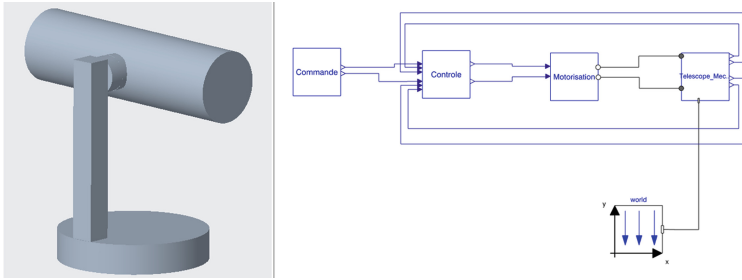 Commande
Controle
Motorisation
Telescope_Mec...
world
y
x